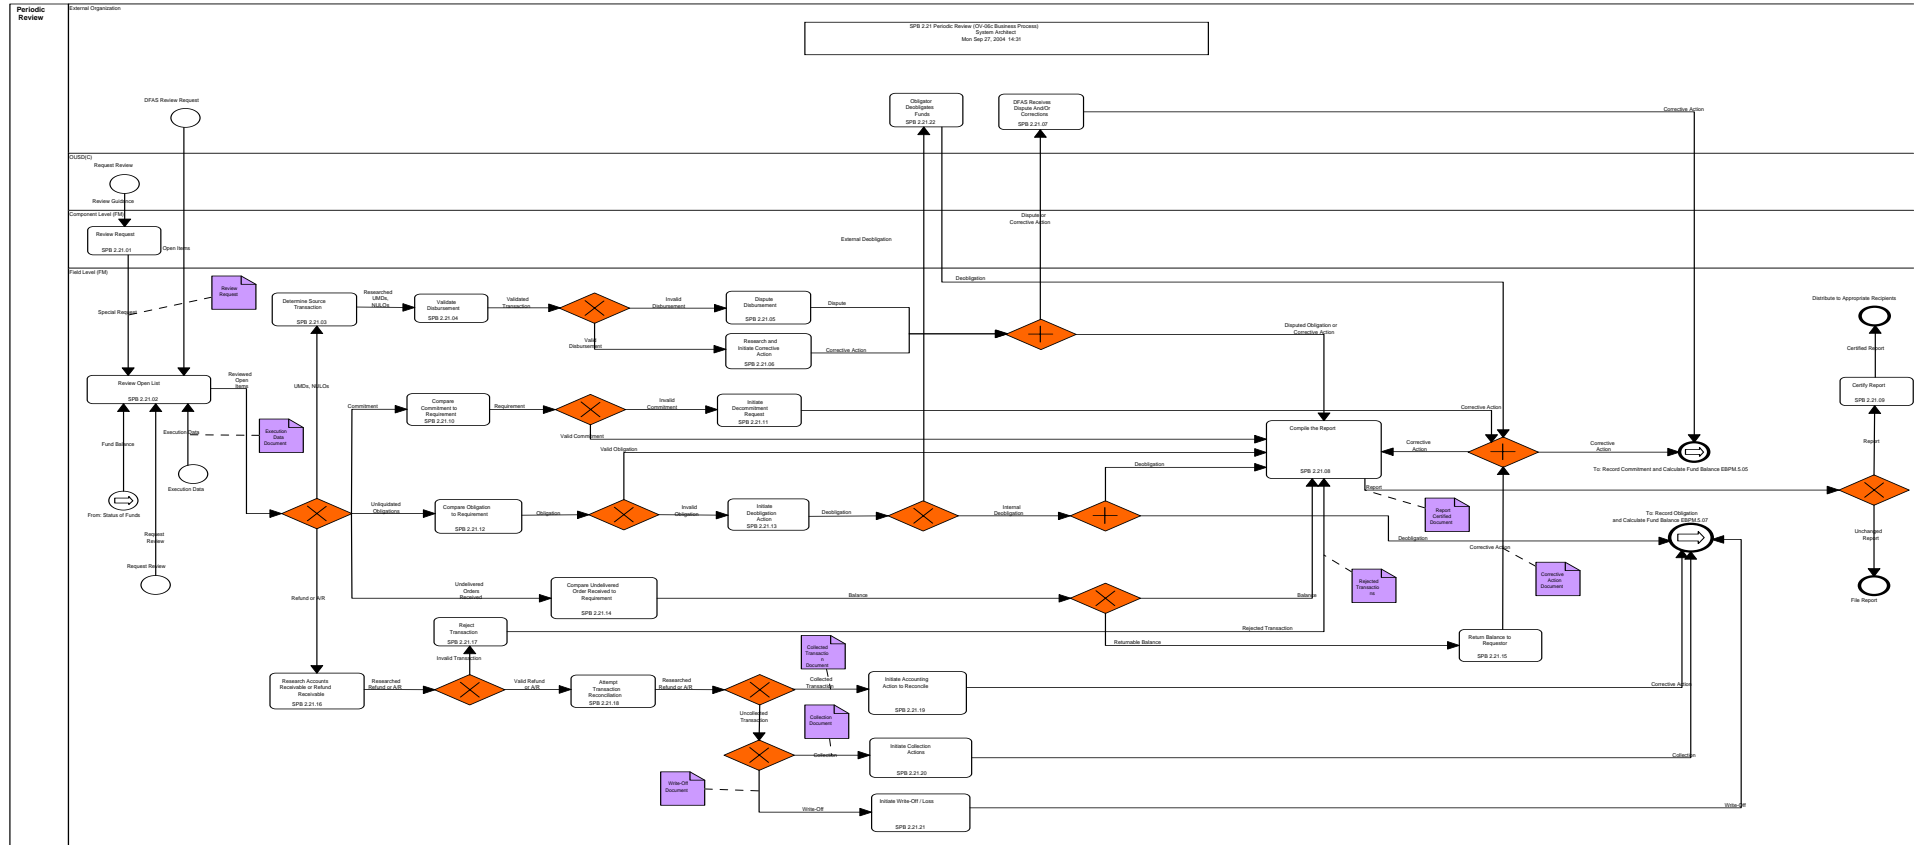 Periodic
Review
External Organization
SPB 2.21 Periodic Review (OV-06c Business Process)
System Architect
Mon Sep 27, 2004 14:31
DFAS Review Request
Obligator
Deobligates
Funds
SPB 2.21.22
DFAS Receives
Dispute And/Or
Corrections
SPB 2.21.07
Corrective Action
OUSD(C)
Request Review
Review Guidance
Component Level (FM)
Review Request
SPB 2.21.01
Open Items
Dispute or
Corrective Action
External Deobligation
Field Level (FM)
Deobligation
Review
Request
Special Request
Determine Source
Transaction
SPB 2.21.03
Researched
UMDs,
NULOs
Validate
Disbursement
SPB 2.21.04
Validated
Transaction
Invalid
Disbursement
Dispute
Disbursement
SPB 2.21.05
Dispute
Valid
Disbursement
Research and
Initiate Corrective
Action
SPB 2.21.06
Corrective Action
Disputed Obligation or
Corrective Action
Distribute to Appropriate Recipients
Certified Report
Certify Report
SPB 2.21.09
Review Open List
SPB 2.21.02
Reviewed
Open
Items
UMDs, NULOs
Commitment
Compare
Commitment to
Requirement
SPB 2.21.10
Requirement
Invalid
Commitment
Initiate
Decommitment
Request
SPB 2.21.11
Corrective Action
Valid Commitment
Valid Obligation
Compile the Report
SPB 2.21.08
Corrective
Action
Corrective
Action
To: Record Commitment and Calculate Fund Balance EBPM.5.05
Report
Fund Balance
Execution Data
Execution
Data
Document
Execution Data
From: Status of Funds
Deobligation
Report
Report
Certified
Document
Unliquidated
Obligations
Compare Obligation
to Requirement
SPB 2.21.12
Obligation
Invalid
Obligation
Initiate
Deobligation
Action
SPB 2.21.13
Deobligation
Internal
Deobligation
Deobligation
To: Record Obligation
and Calculate Fund Balance EBPM.5.07
Unchanged
Report
Corrective Action
Request
Review
Request Review
Rejected
Transactio
ns
Corrective
Action
Document
File Report
Undelivered
Orders
Received
Compare Undelivered
Order Received to
Requirement
SPB 2.21.14
Balance
Balance
Refund or A/R
Reject
Transaction
SPB 2.21.17
Rejected Transaction
Returnable Balance
Return Balance to
Requestor
SPB 2.21.15
Invalid Transaction
Collected
Transactio
n
Document
Research Accounts
Receivable or Refund
Receivable
SPB 2.21.16
Researched
Refund or A/R
Valid Refund
or A/R
Attempt
Transaction
Reconciliation
SPB 2.21.18
Researched
Refund or A/R
Collected
Transaction
Initiate Accounting
Action to Reconcile
SPB 2.21.19
Corrective Action
Uncollected
Transaction
Collection
Document
Collection
Initiate Collection
Actions
SPB 2.21.20
Collection
Write-Off
Document
Write-Off
Initiate Write-Off / Loss
SPB 2.21.21
Write-Off